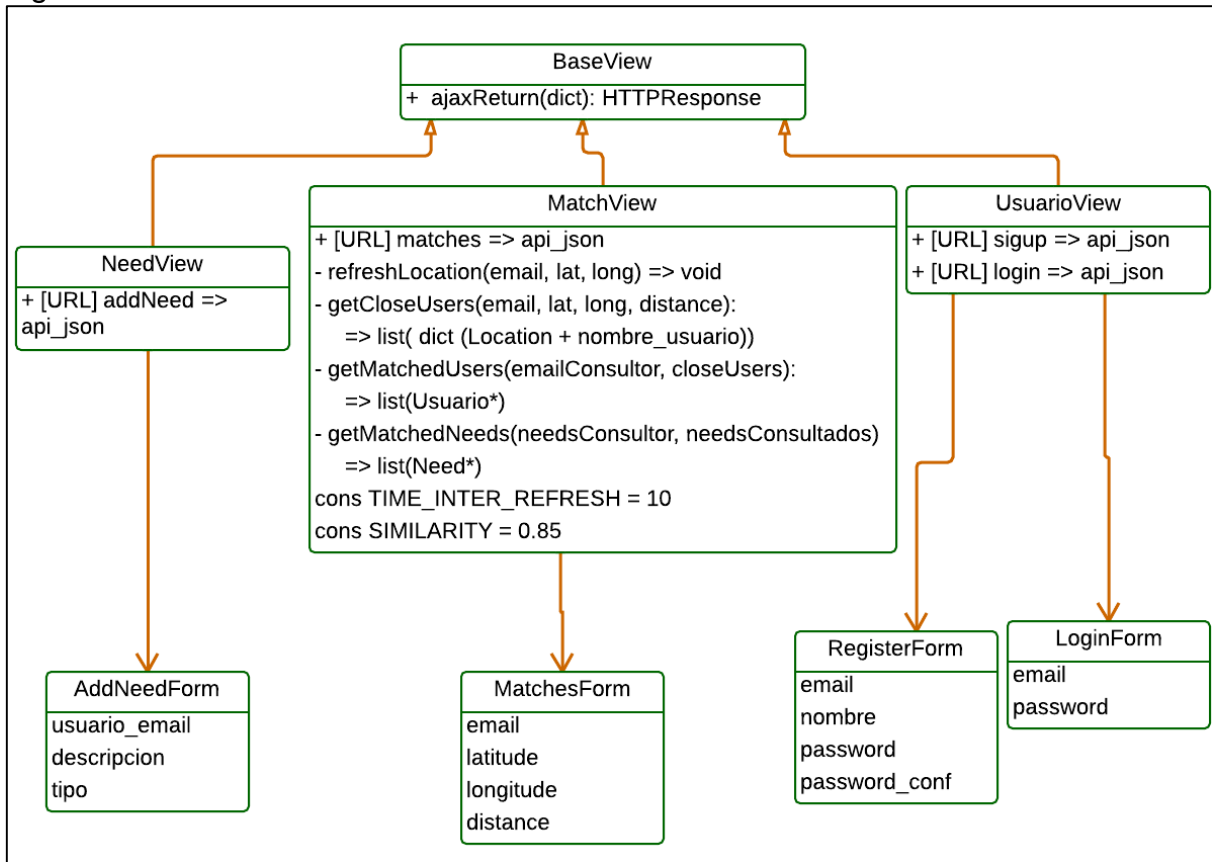 BaseView
+ ajaxReturn(dict): HTTPResponse
MatchView
+ [URL] matches => api_json
- refreshLocation(email, lat, long) => void
- getCloseUsers(email, lat, long, distance):
=> list( dict (Location + nombre_usuario))
- getMatchedUsers(emailConsultor, closeUsers):
=> list(Usuario*)
- getMatchedNeeds(needsConsultor, needsConsultados)
=> list(Need*)
cons TIME_INTER_REFRESH = 10
cons SIMILARITY = 0.85
UsuarioView
+ [URL] sigup => api_json
+ [URL] login => api_json
NeedView
+ [URL] addNeed =>
api_json
AddNeedForm
usuario_email
descripcion
tipo
MatchesForm
email
latitude
longitude
distance
RegisterForm
email
nombre
password
password_conf
LoginForm
email
password